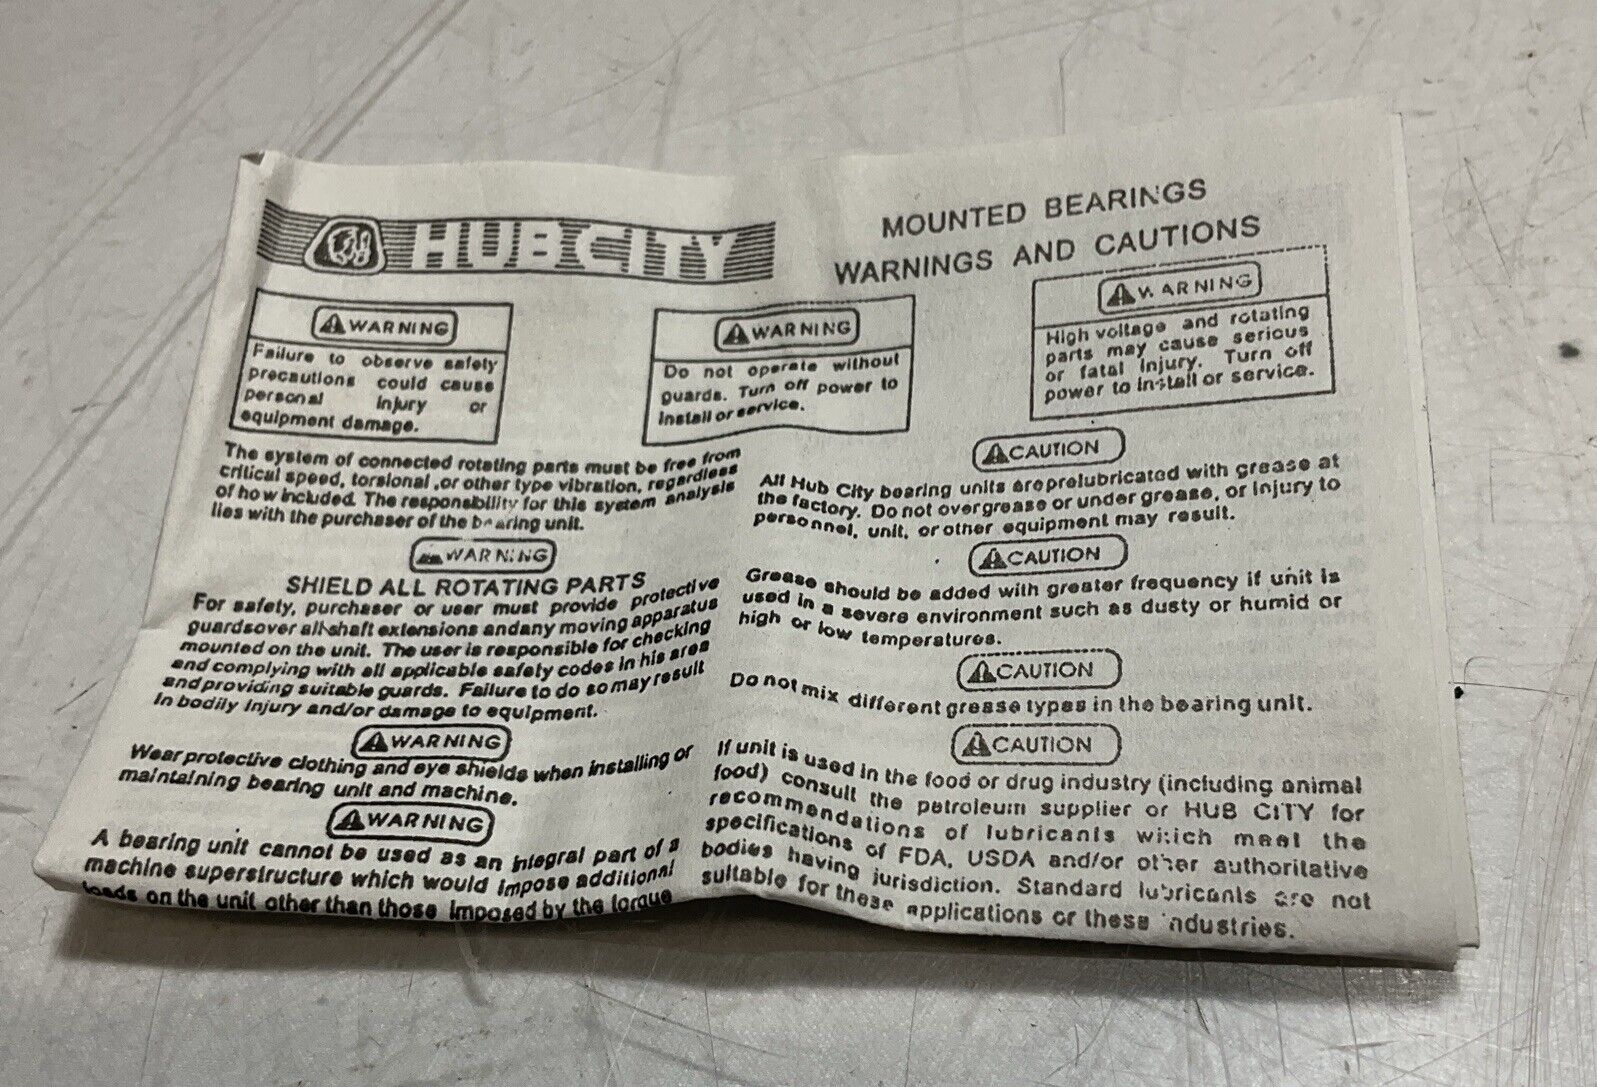 HUB CITY
MOUNTED BEARINGS
WARNINGS AND CAUTIONS
WARNING
Failure to observe safety
precautions could cause
personal injury or
equipment damage.
WARNING
Do not operate without
guards. Turn off power to
install or service.
WARNING
High voltage and rotating
parts may cause serious
or fatal injury. Turn off
power to install or service.
The system of connected rotating parts must be free from
critical speed, torsional ,or other type vibration, regardless
of how included. The responsibility for this system analysis
lies with the purchaser of the bearing unit.
WARNING
SHIELD ALL ROTATING PARTS
For safety, purchaser or user must provide protective
guardsover all-shaft extensions andany moving apparatus
mounted on the unit. The user is responsible for checking
and complying with all applicable safety codes in his area
and providing suitable guards. Failure to do so may result
in bodily injury and/or damage to equipment.
WARNING
Wear protective clothing and eye shields when installing or
maintaining bearing unit and machine.
WARNING
A bearing unit cannot be used as an integral part of a
machine superstructure which would impose additional
loads on the unit other than those imposed by the torque
CAUTION
All Hub City bearing units areprelubricated with grease at
the factory. Do not overgrease or under grease, or injury to
personnel, unit, or other equipment may result.
CAUTION
Grease should be added with greater frequency if unit is
used in a severe environment such as dusty or humid or
high or low temperatures.
CAUTION
Do not mix different grease types in the bearing unit.
CAUTION
If unit is used in the food or drug industry (including animal
food) consult the petroleum supplier or HUB CITY for
recommendations of lubricants which meet the
specifications of FDA, USDA and/or other authoritative
bodies having jurisdiction. Standard lubricants are not
suitable for these applications or these industries.